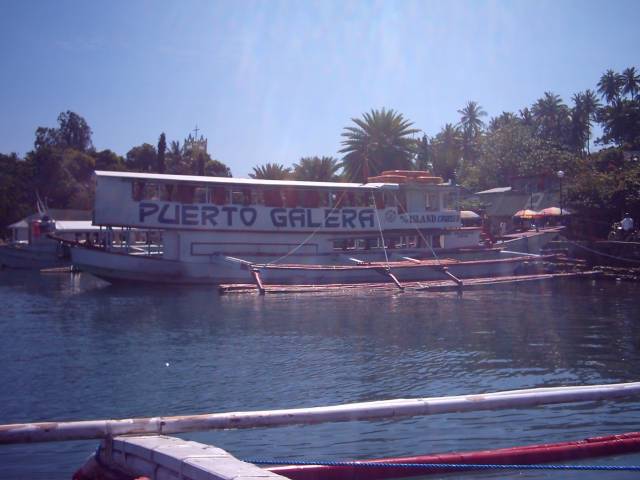 PUERTO GALERA
ISLAND CRUISE